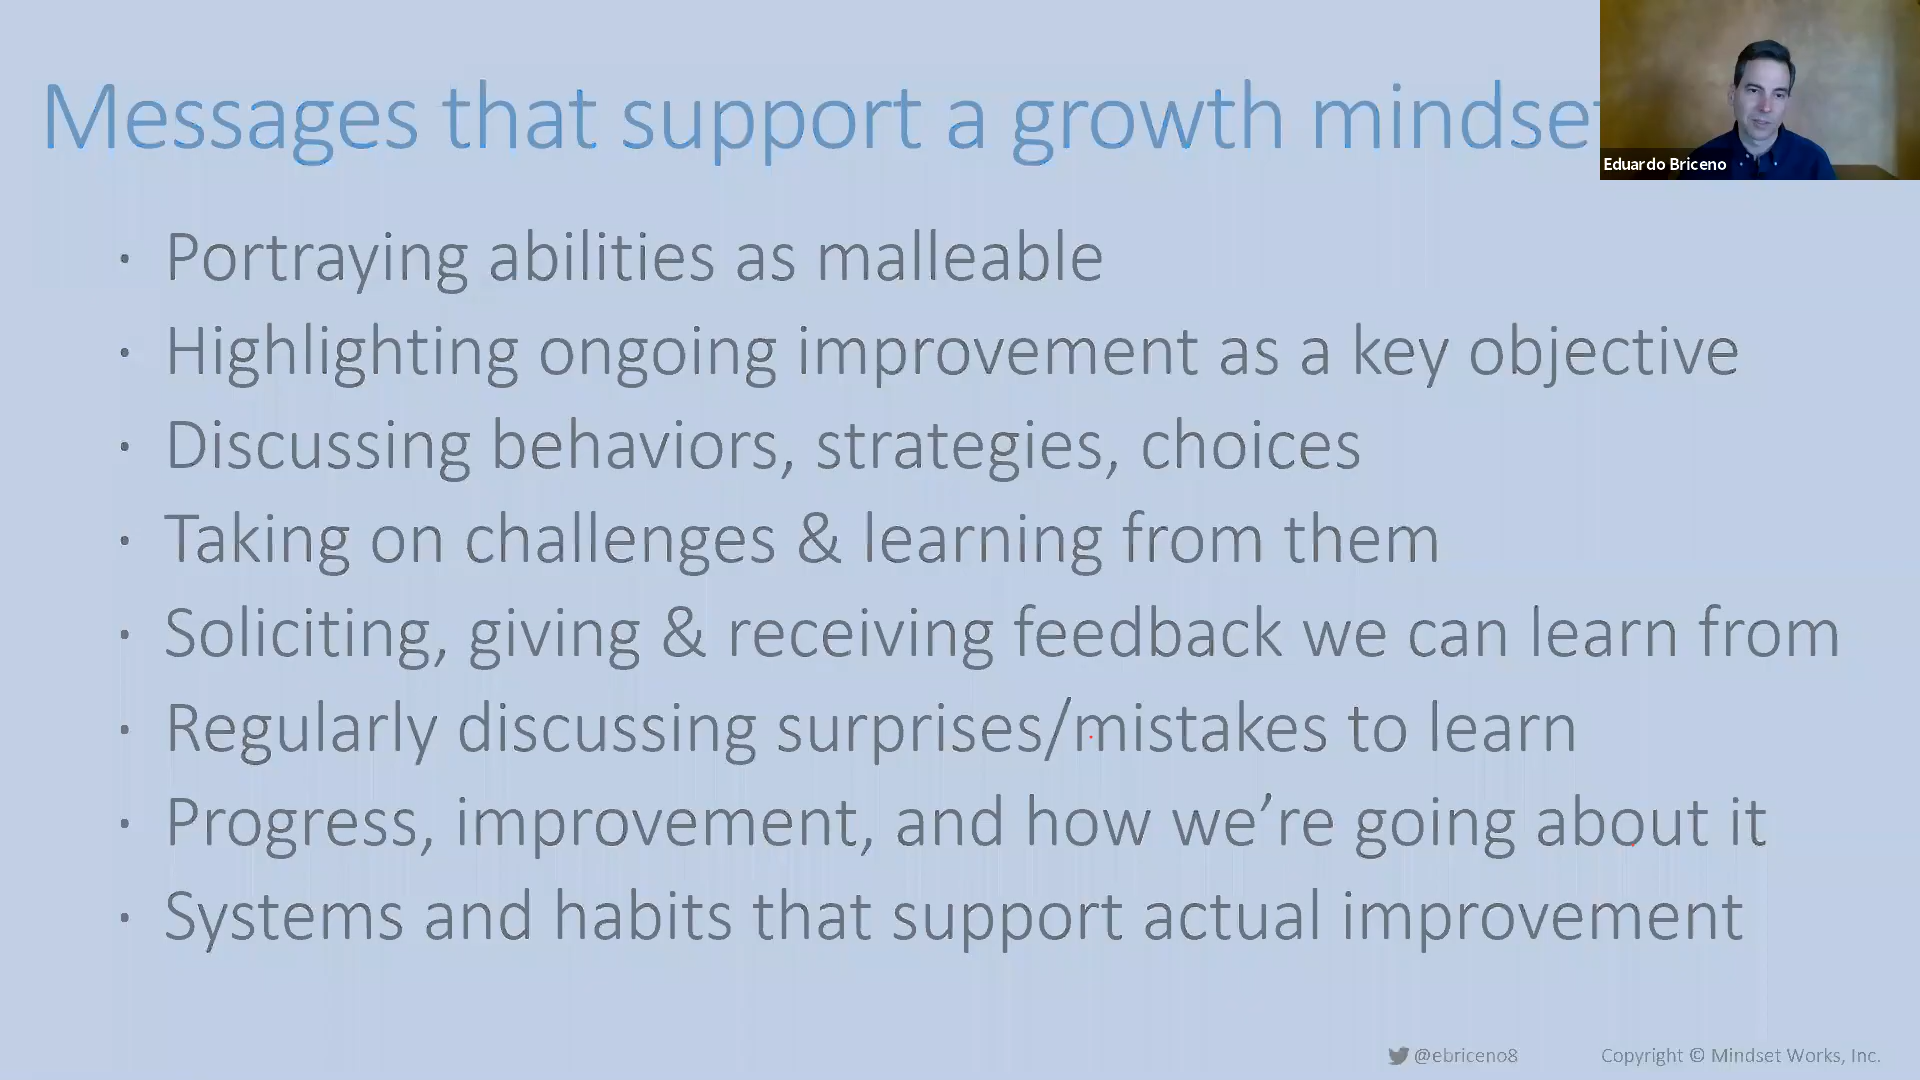 Messages that support a growth mindset
Eduardo Briceno
· Portraying abilities as malleable
· Highlighting ongoing improvement as a key objective
· Discussing behaviors, strategies, choices
· Taking on challenges & learning from them
· Soliciting, giving & receiving feedback we can learn from
· Regularly discussing surprises/mistakes to learn
· Progress, improvement, and how we’re going about it
· Systems and habits that support actual improvement
@ebriceno8
Copyright © Mindset Works, Inc.